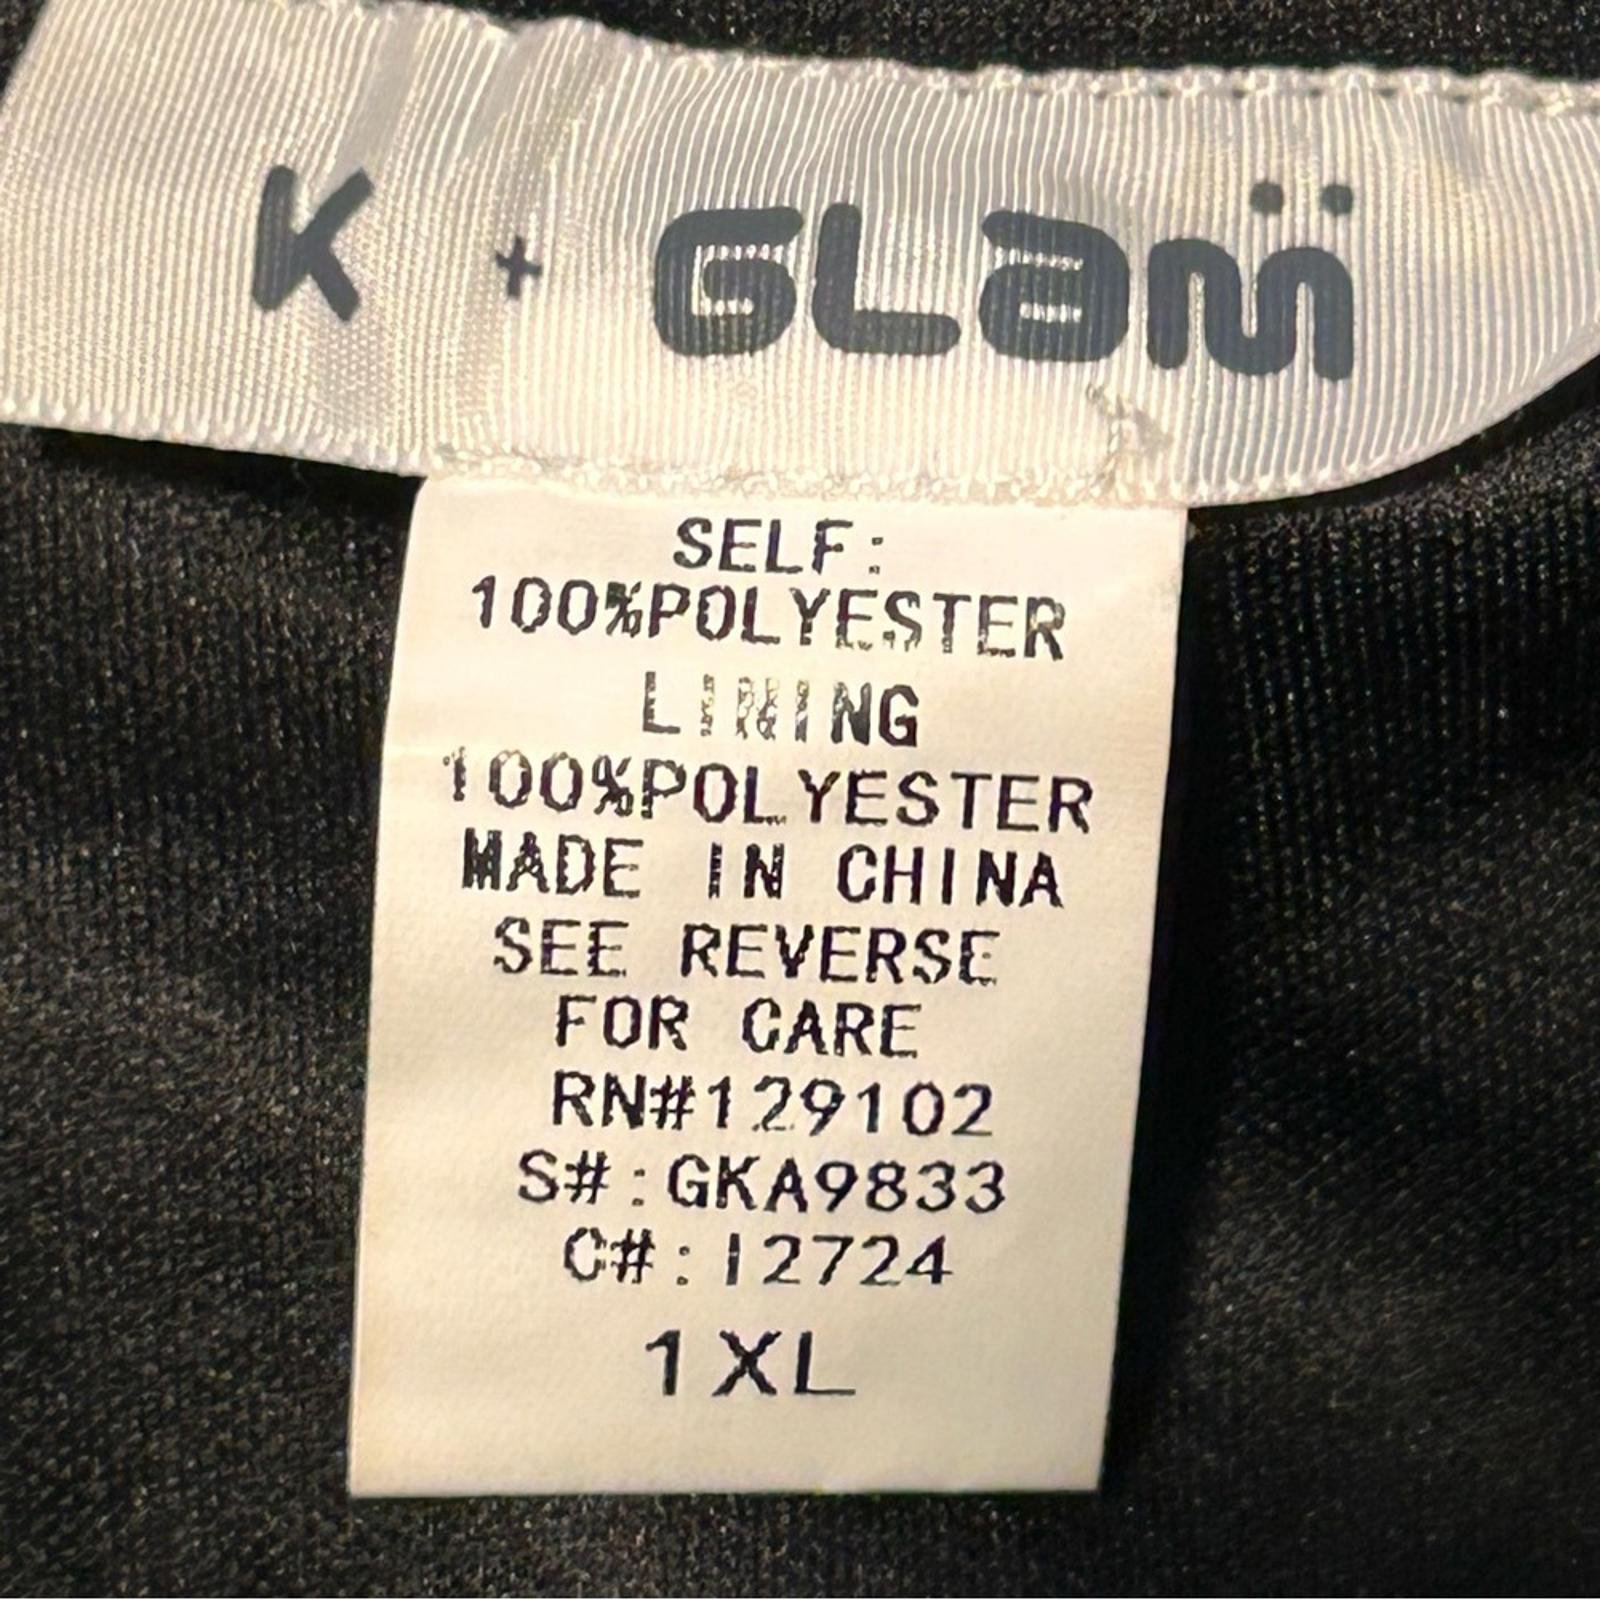 K + GLam̈
SELF:
100%POLYESTER
LINING
100%POLYESTER
MADE IN CHINA
SEE REVERSE
FOR CARE
RN#129102
S#:GKA9833
C#:12724
1XL